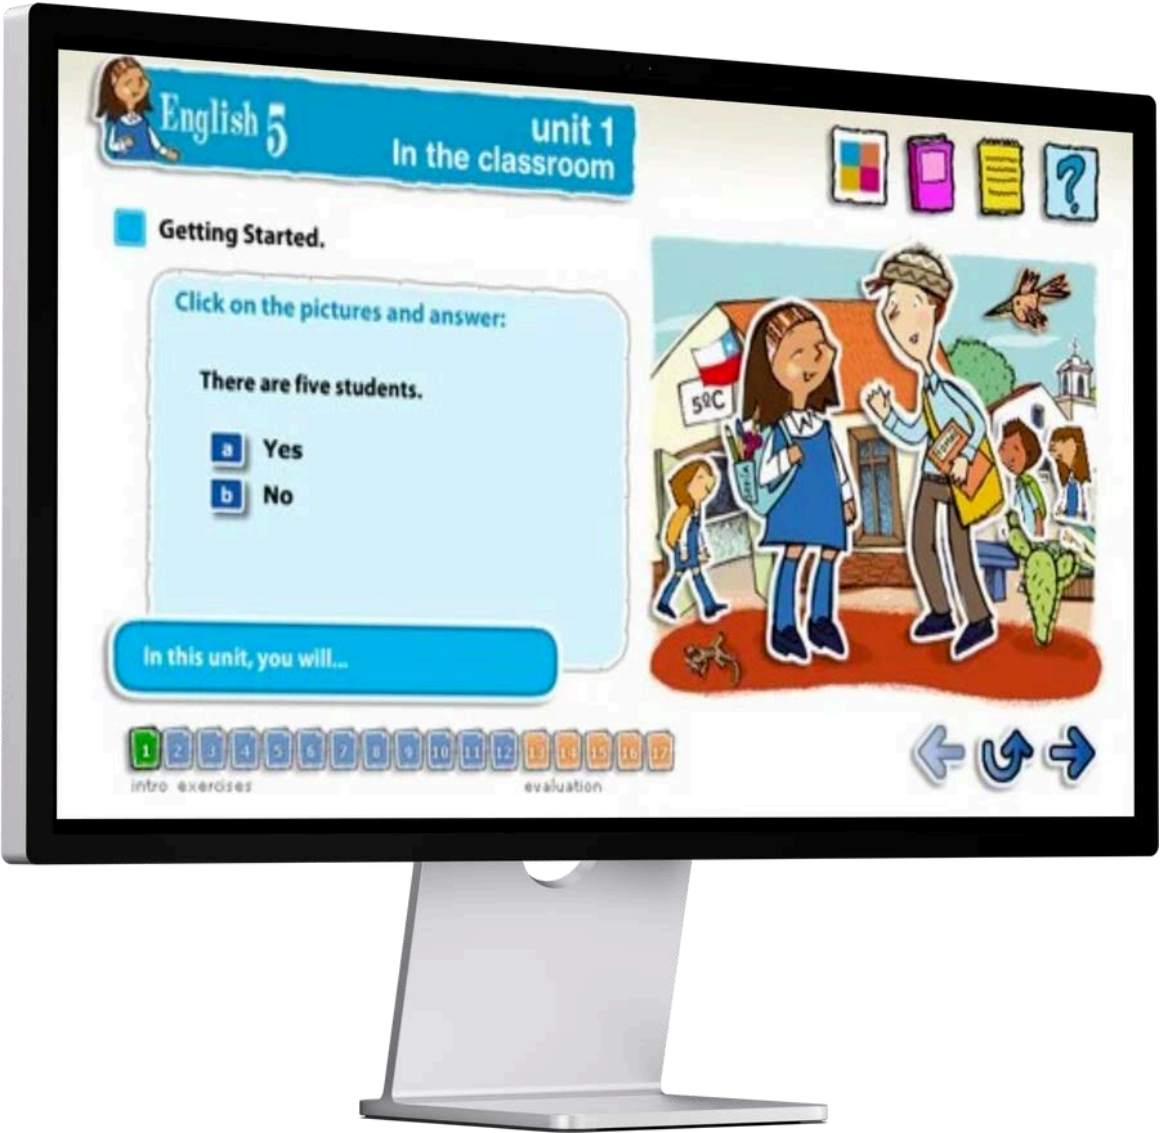 English 5
unit 1
In the classroom
?
Getting Started.
Click on the pictures and answer:
There are five students.
a Yes
b No
5ºC
In this unit, you will...
1 2 3 4 5 6 7 8 9 10 11 12 13 14 15 16 17
intro exercises evaluation